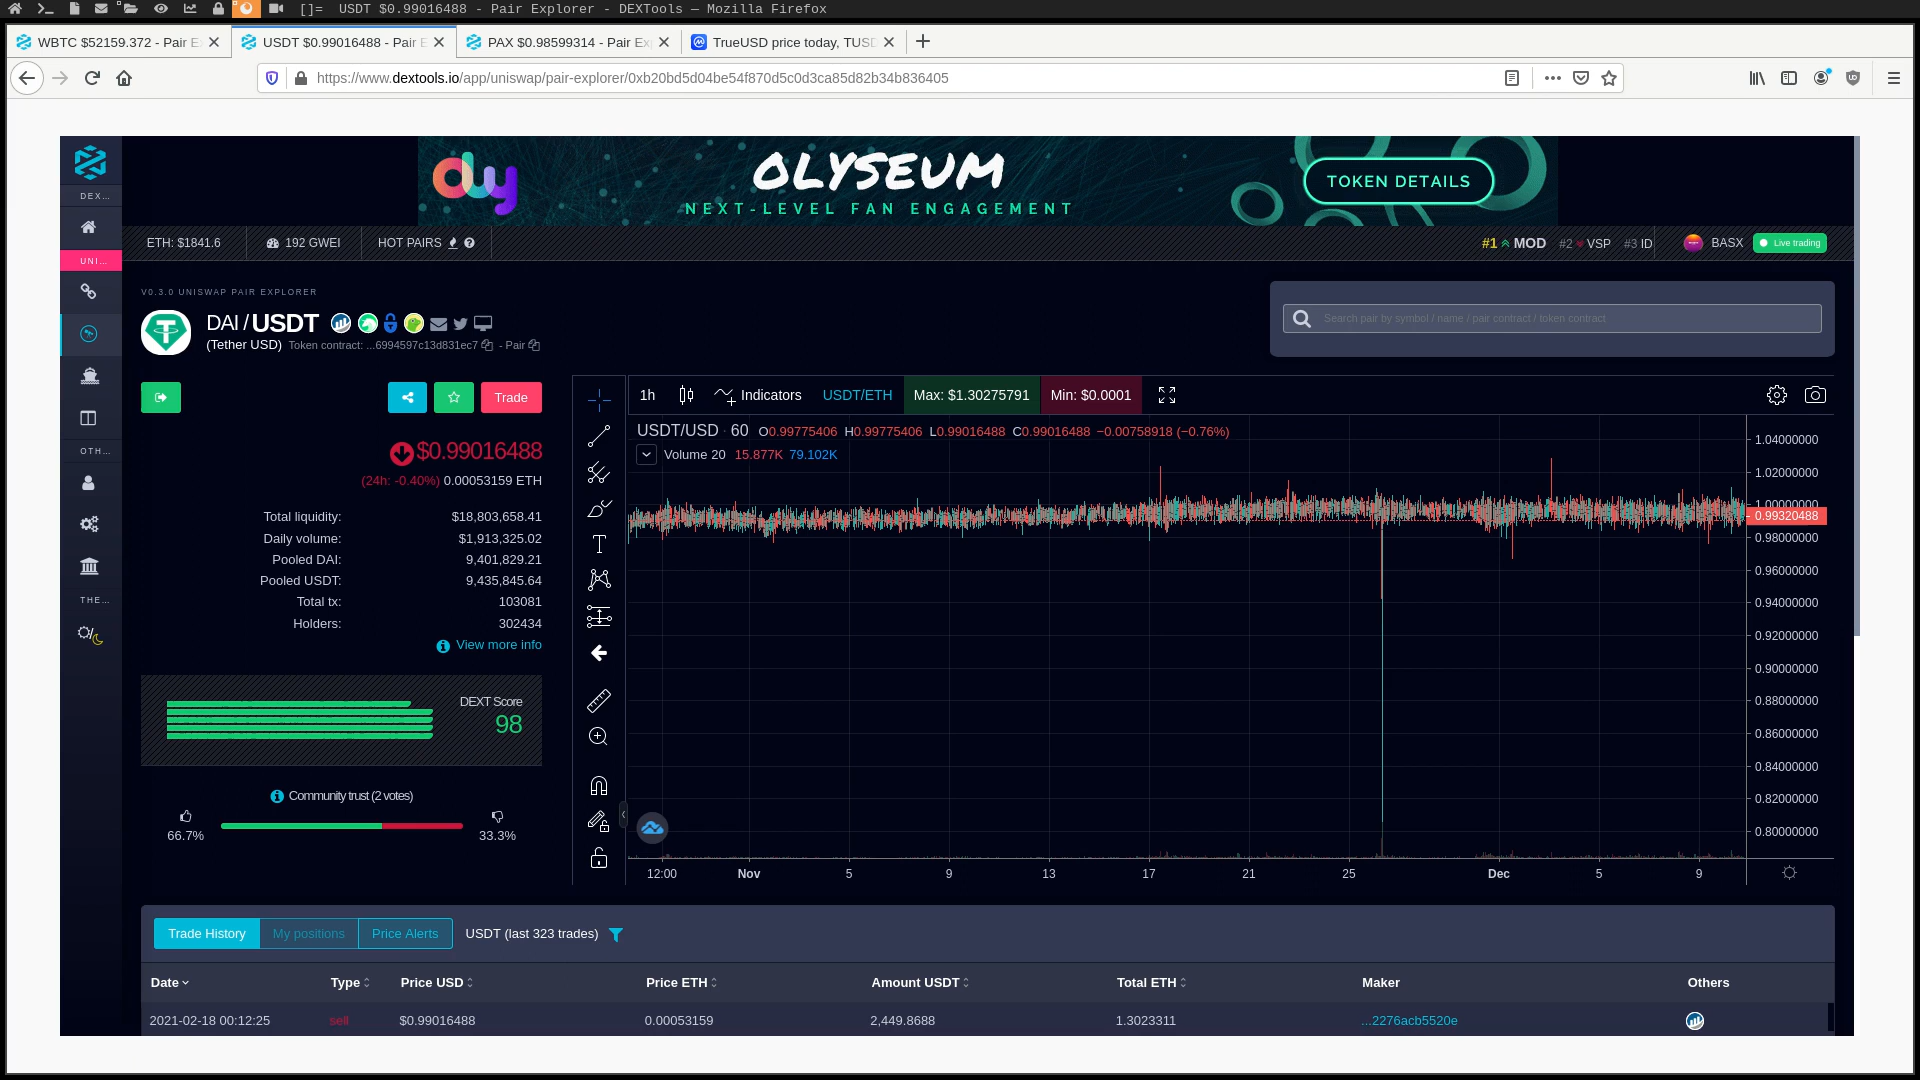 []= USDT $0.99016488 - Pair Explorer - DEXTools — Mozilla Firefox
WBTC $52159.372 - Pair E
USDT $0.99016488 - Pair E
PAX $0.98599314 - Pair Ex
TrueUSD price today, TUSD
https://www.dextools.io/app/uniswap/pair-explorer/0xb20bd5d04be54f870d5c0d3ca85d82b34b836405
OLYSEUM
NEXT-LEVEL FAN ENGAGEMENT
TOKEN DETAILS
oly
DEX...
UNI...
OTH...
THE...
ETH: $1841.6
192 GWEI
HOT PAIRS
#1 MOD #2 VSP #3 ID
BASX
Live trading
V0.3.0 UNISWAP PAIR EXPLORER
DAI / USDT
(Tether USD) Token contract: ...6994597c13d831ec7 - Pair
Search pair by symbol / name / pair contract / token contract
Trade
$0.99016488
(24h: -0.40%) 0.00053159 ETH
Total liquidity: $18,803,658.41
Daily volume: $1,913,325.02
Pooled DAI: 9,401,829.21
Pooled USDT: 9,435,845.64
Total tx: 103081
Holders: 302434
View more info
DEXT Score
98
Community trust (2 votes)
66.7%
33.3%
1h Indicators USDT/ETH Max: $1.30275791 Min: $0.0001
USDT/USD · 60 O0.99775406 H0.99775406 L0.99016488 C0.99016488 −0.00758918 (−0.76%)
Volume 20 15.877K 79.102K
1.04000000
1.02000000
1.00000000
0.99320488
0.98000000
0.96000000
0.94000000
0.92000000
0.90000000
0.88000000
0.86000000
0.84000000
0.82000000
0.80000000
12:00 Nov 5 9 13 17 21 25 Dec 5 9
Trade History My positions Price Alerts USDT (last 323 trades)
Date Type Price USD Price ETH Amount USDT Total ETH Maker Others
2021-02-18 00:12:25 sell $0.99016488 0.00053159 2,449.8688 1.3023311 ...2276acb5520e